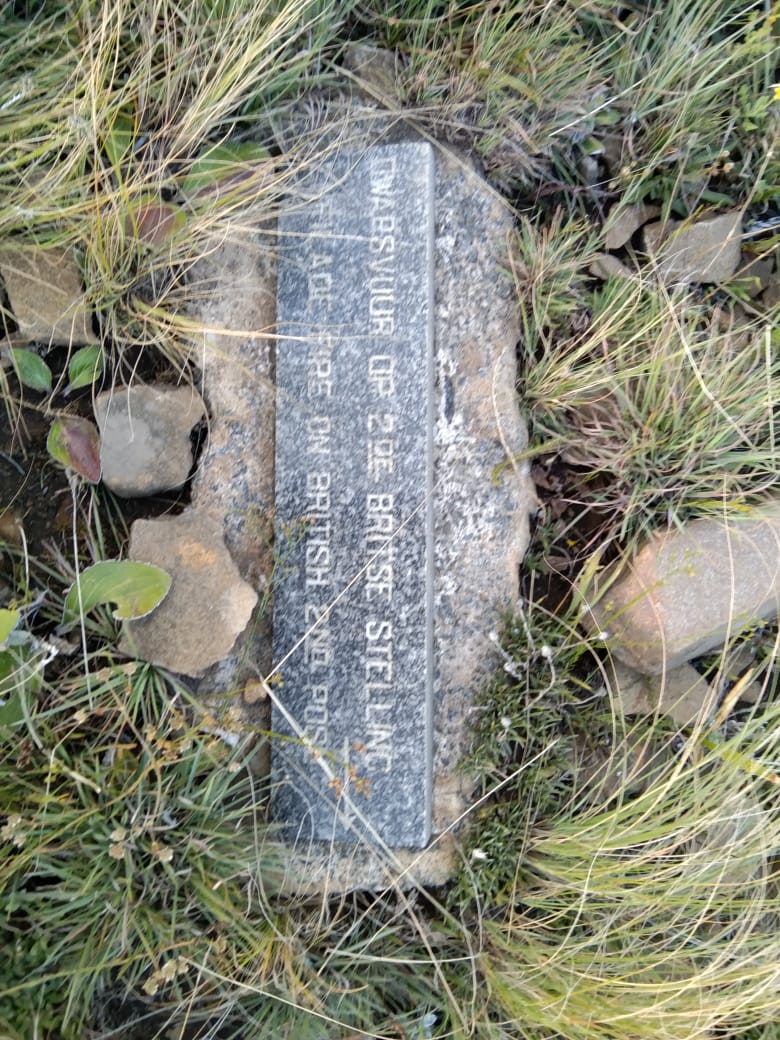 DWARSVUUR OP 2DE BRITSE STELLING
FIRE ON BRITISH 2ND